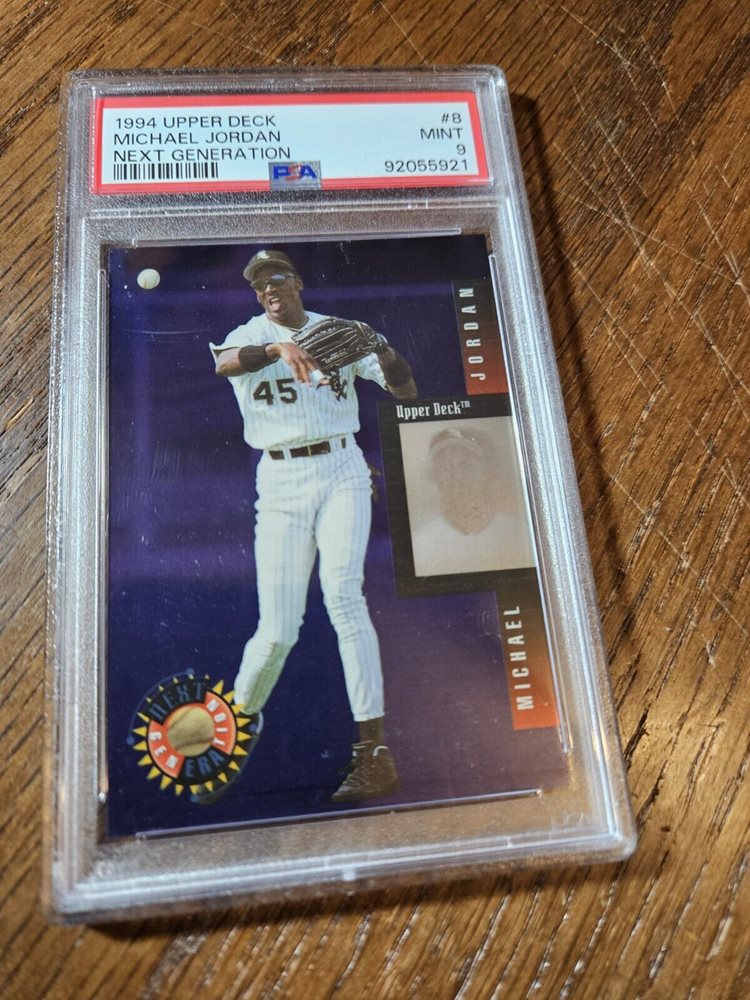 1994 UPPER DECK #8
MICHAEL JORDAN MINT
NEXT GENERATION 9
PSA 92055921
45
JORDAN
Upper Deck™
MICHAEL
NEXT
GENERATION